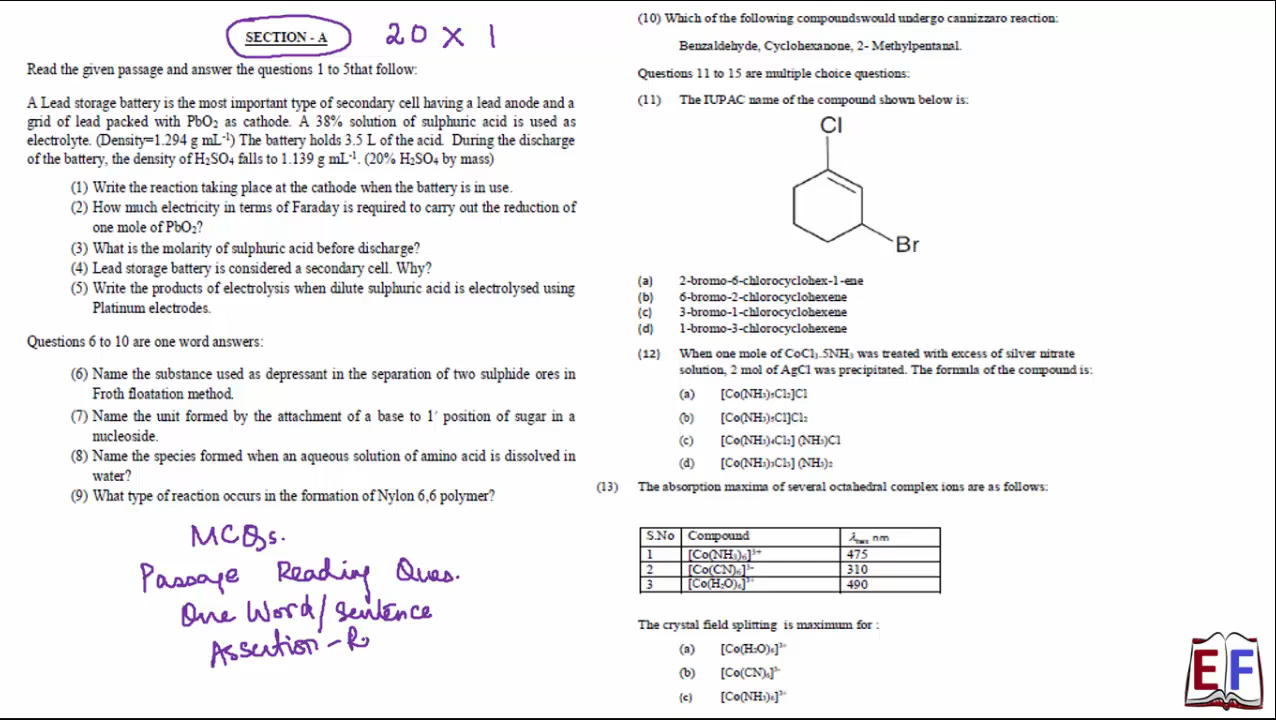 SECTION - A
20 X 1
Read the given passage and answer the questions 1 to 5that follow:
A Lead storage battery is the most important type of secondary cell having a lead anode and a
grid of lead packed with PbO₂ as cathode. A 38% solution of sulphuric acid is used as
electrolyte. (Density=1.294 g mL⁻¹) The battery holds 3.5 L of the acid. During the discharge
of the battery, the density of H₂SO₄ falls to 1.139 g mL⁻¹. (20% H₂SO₄ by mass)
(1) Write the reaction taking place at the cathode when the battery is in use.
(2) How much electricity in terms of Faraday is required to carry out the reduction of
one mole of PbO₂?
(3) What is the molarity of sulphuric acid before discharge?
(4) Lead storage battery is considered a secondary cell. Why?
(5) Write the products of electrolysis when dilute sulphuric acid is electrolysed using
Platinum electrodes.
Questions 6 to 10 are one word answers:
(6) Name the substance used as depressant in the separation of two sulphide ores in
Froth floatation method.
(7) Name the unit formed by the attachment of a base to 1′ position of sugar in a
nucleoside.
(8) Name the species formed when an aqueous solution of amino acid is dissolved in
water?
(9) What type of reaction occurs in the formation of Nylon 6,6 polymer?
MCQs.
Passage Reading Ques.
One Word/sentence
Assertion - R
(10) Which of the following compoundswould undergo cannizzaro reaction:
Benzaldehyde, Cyclohexanone, 2- Methylpentanal.
Questions 11 to 15 are multiple choice questions:
(11) The IUPAC name of the compound shown below is:
Cl
Br
(a) 2-bromo-6-chlorocyclohex-1-ene
(b) 6-bromo-2-chlorocyclohexene
(c) 3-bromo-1-chlorocyclohexene
(d) 1-bromo-3-chlorocyclohexene
(12) When one mole of CoCl₃.5NH₃ was treated with excess of silver nitrate
solution, 2 mol of AgCl was precipitated. The formula of the compound is:
(a) [Co(NH₃)₅Cl₂]Cl
(b) [Co(NH₃)₅Cl]Cl₂
(c) [Co(NH₃)₄Cl₂] (NH₃)Cl
(d) [Co(NH₃)₃Cl₃] (NH₃)₂
(13) The absorption maxima of several octahedral complex ions are as follows:
S.No Compound λmax nm
1 [Co(NH₃)₆]³⁺ 475
2 [Co(CN)₆]³⁻ 310
3 [Co(H₂O)₆]³⁺ 490
The crystal field splitting is maximum for :
(a) [Co(H₂O)₆]³⁺
(b) [Co(CN)₆]³⁻
(c) [Co(NH₃)₆]³⁺
EF